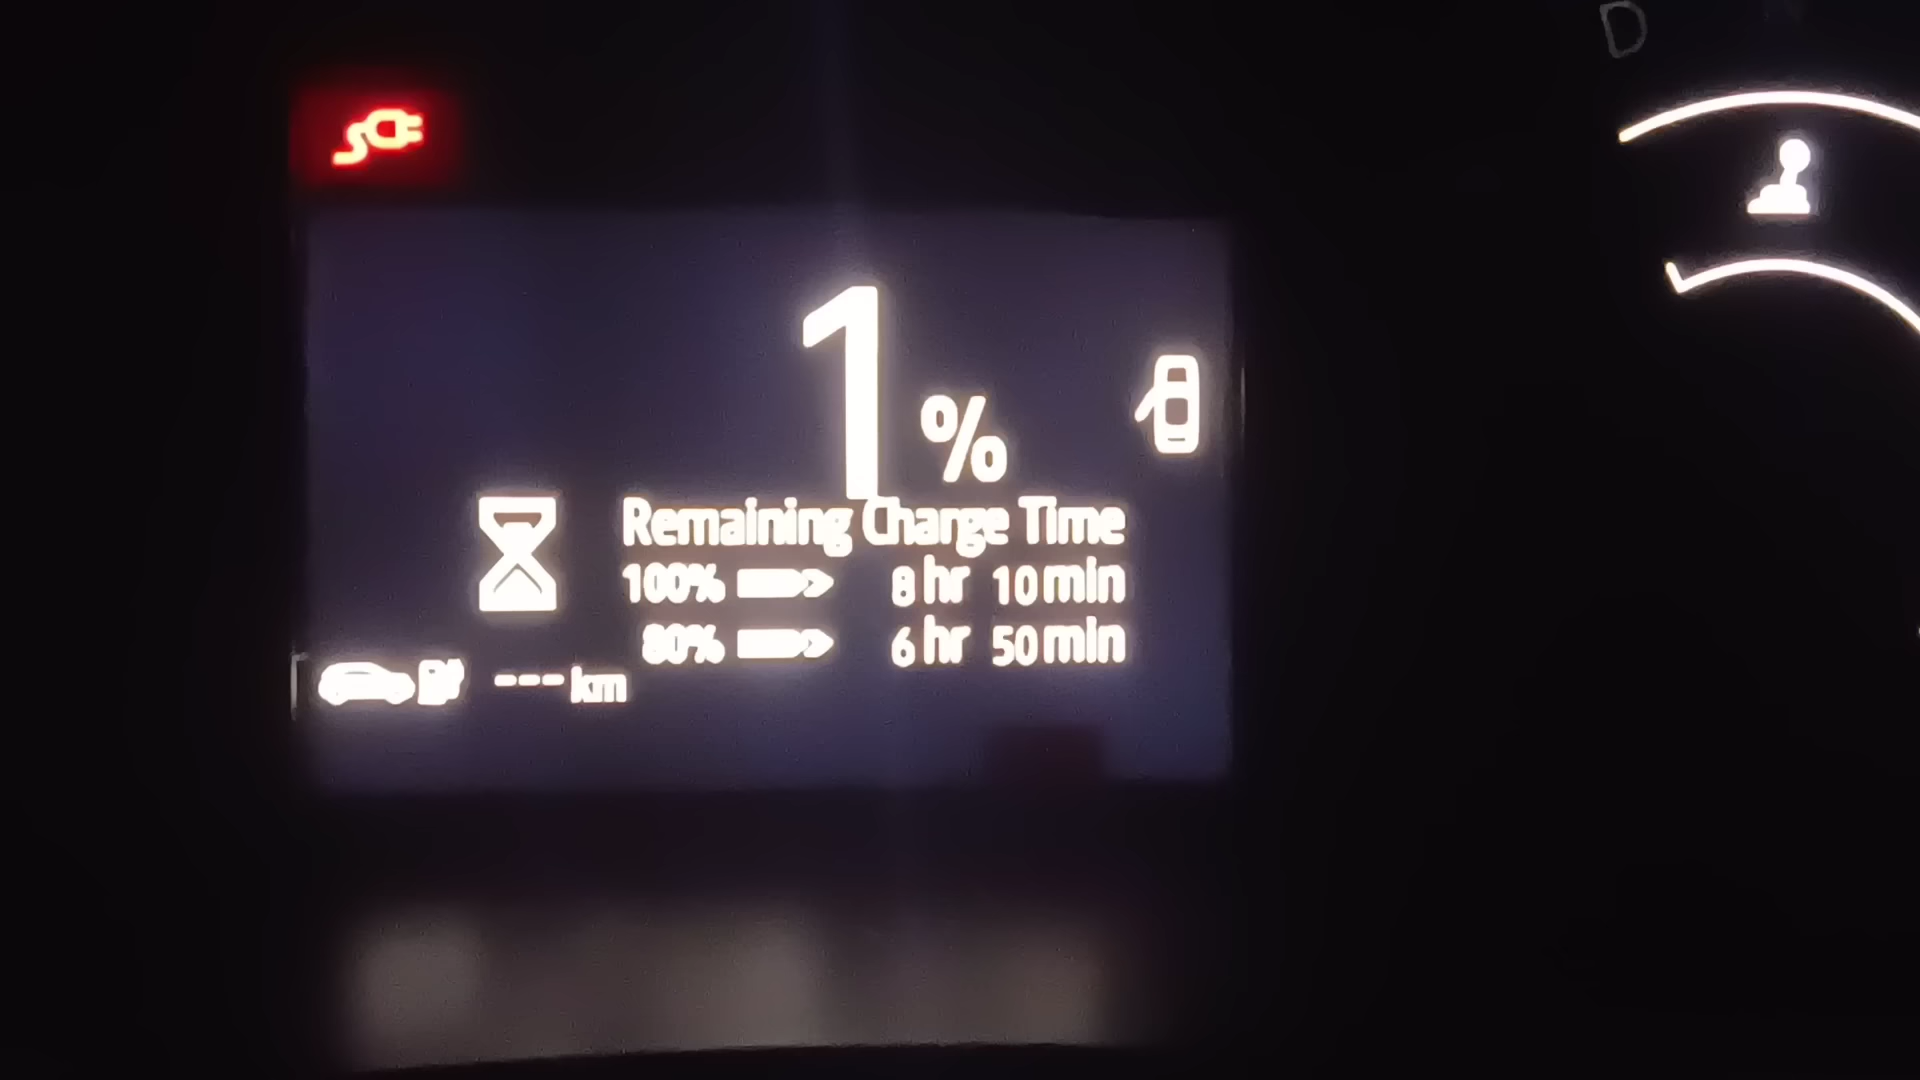 D
1%
Remaining Charge Time
100% 8 hr 10 min
80% 6 hr 50 min
--- km